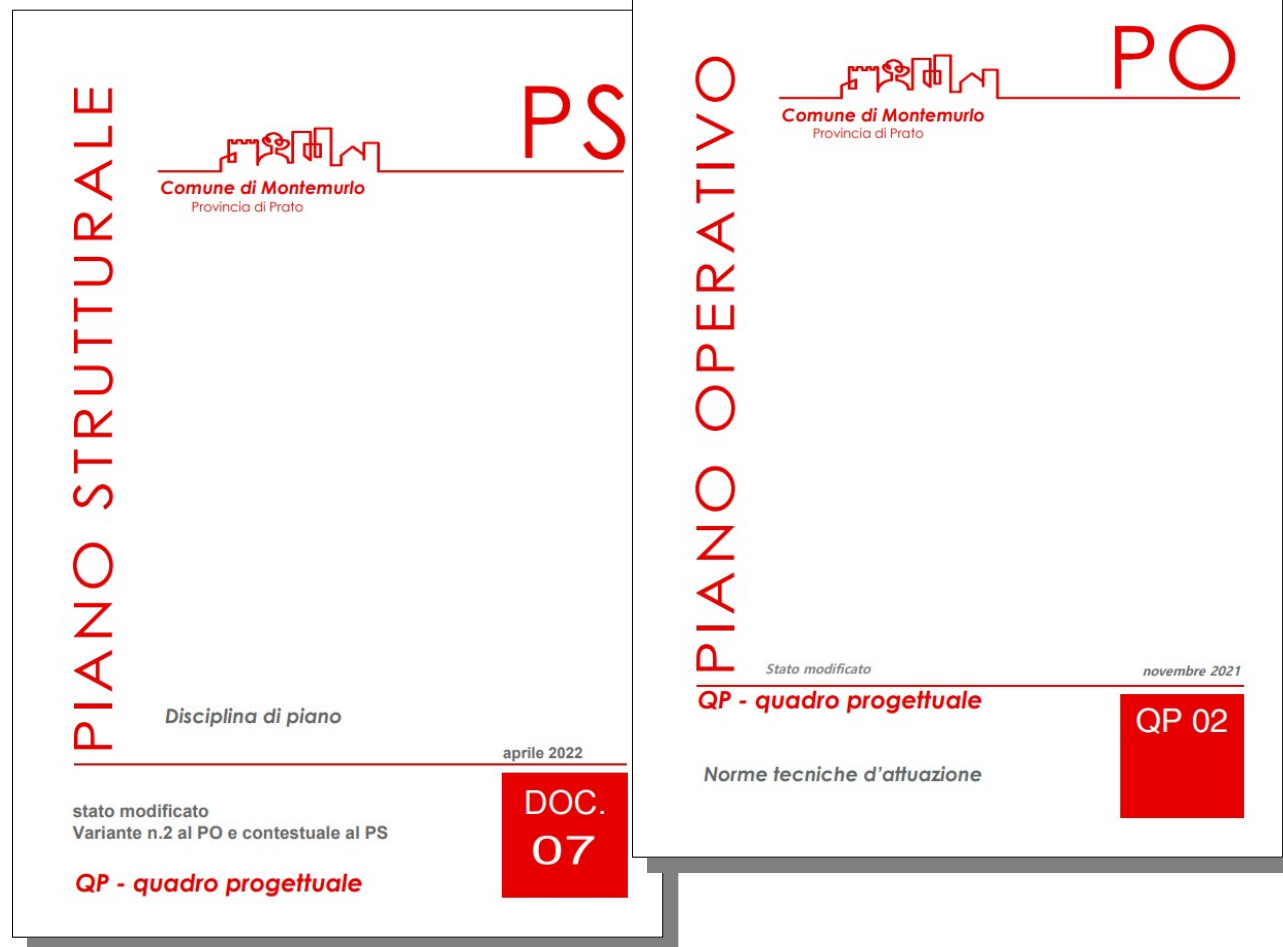 PIANO STRUTTURALE
PS
Comune di Montemurlo
Provincia di Prato
Disciplina di piano
aprile 2022
stato modificato
Variante n.2 al PO e contestuale al PS
DOC.
07
QP - quadro progettuale
PIANO OPERATIVO
PO
Comune di Montemurlo
Provincia di Prato
Stato modificato
novembre 2021
QP - quadro progettuale
QP 02
Norme tecniche d'attuazione